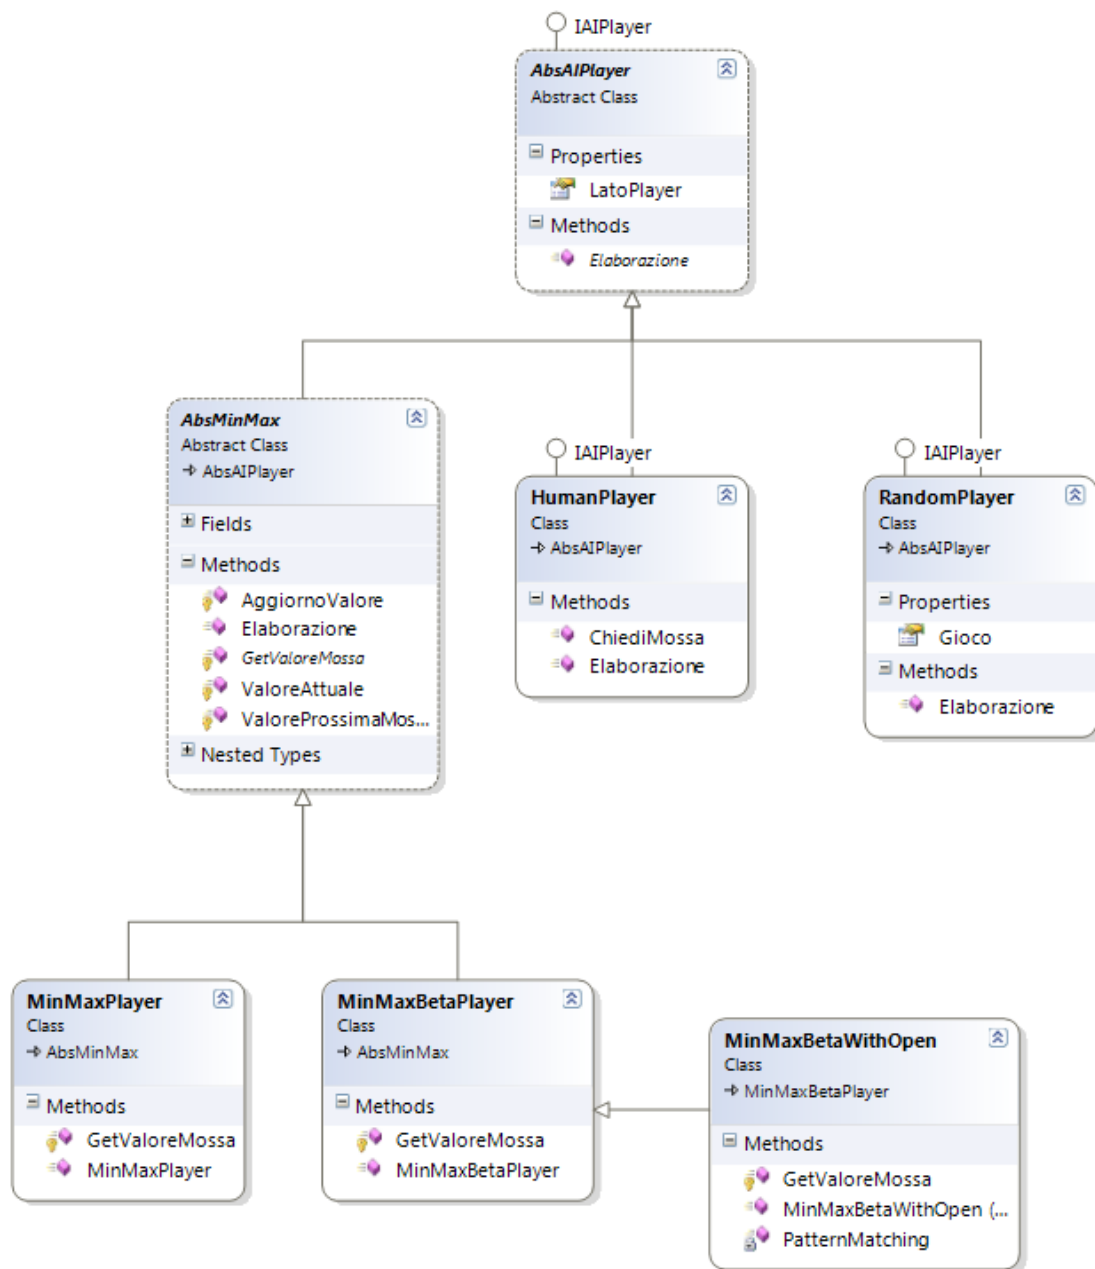 IAIPlayer
AbsAIPlayer
Abstract Class
Properties
LatoPlayer
Methods
Elaborazione
AbsMinMax
Abstract Class
AbsAIPlayer
Fields
Methods
AggiornoValore
Elaborazione
GetValoreMossa
ValoreAttuale
ValoreProssimaMos...
Nested Types
IAIPlayer
HumanPlayer
Class
AbsAIPlayer
Methods
ChiediMossa
Elaborazione
IAIPlayer
RandomPlayer
Class
AbsAIPlayer
Properties
Gioco
Methods
Elaborazione
MinMaxPlayer
Class
AbsMinMax
Methods
GetValoreMossa
MinMaxPlayer
MinMaxBetaPlayer
Class
AbsMinMax
Methods
GetValoreMossa
MinMaxBetaPlayer
MinMaxBetaWithOpen
Class
MinMaxBetaPlayer
Methods
GetValoreMossa
MinMaxBetaWithOpen (...
PatternMatching